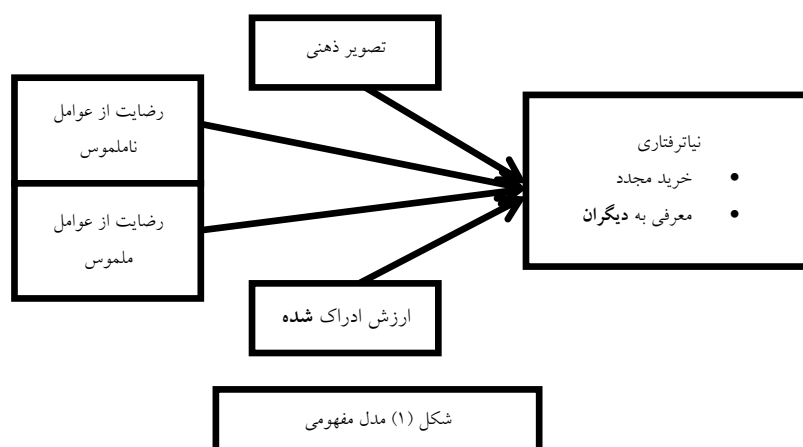 تصویر ذهنی
رضایت از عوامل
ناملموس
رضایت از عوامل
ملموس
نیاترفتاری
• خرید مجدد
• معرفی به دیگران
ارزش ادراک شده
شکل (۱) مدل مفهومی